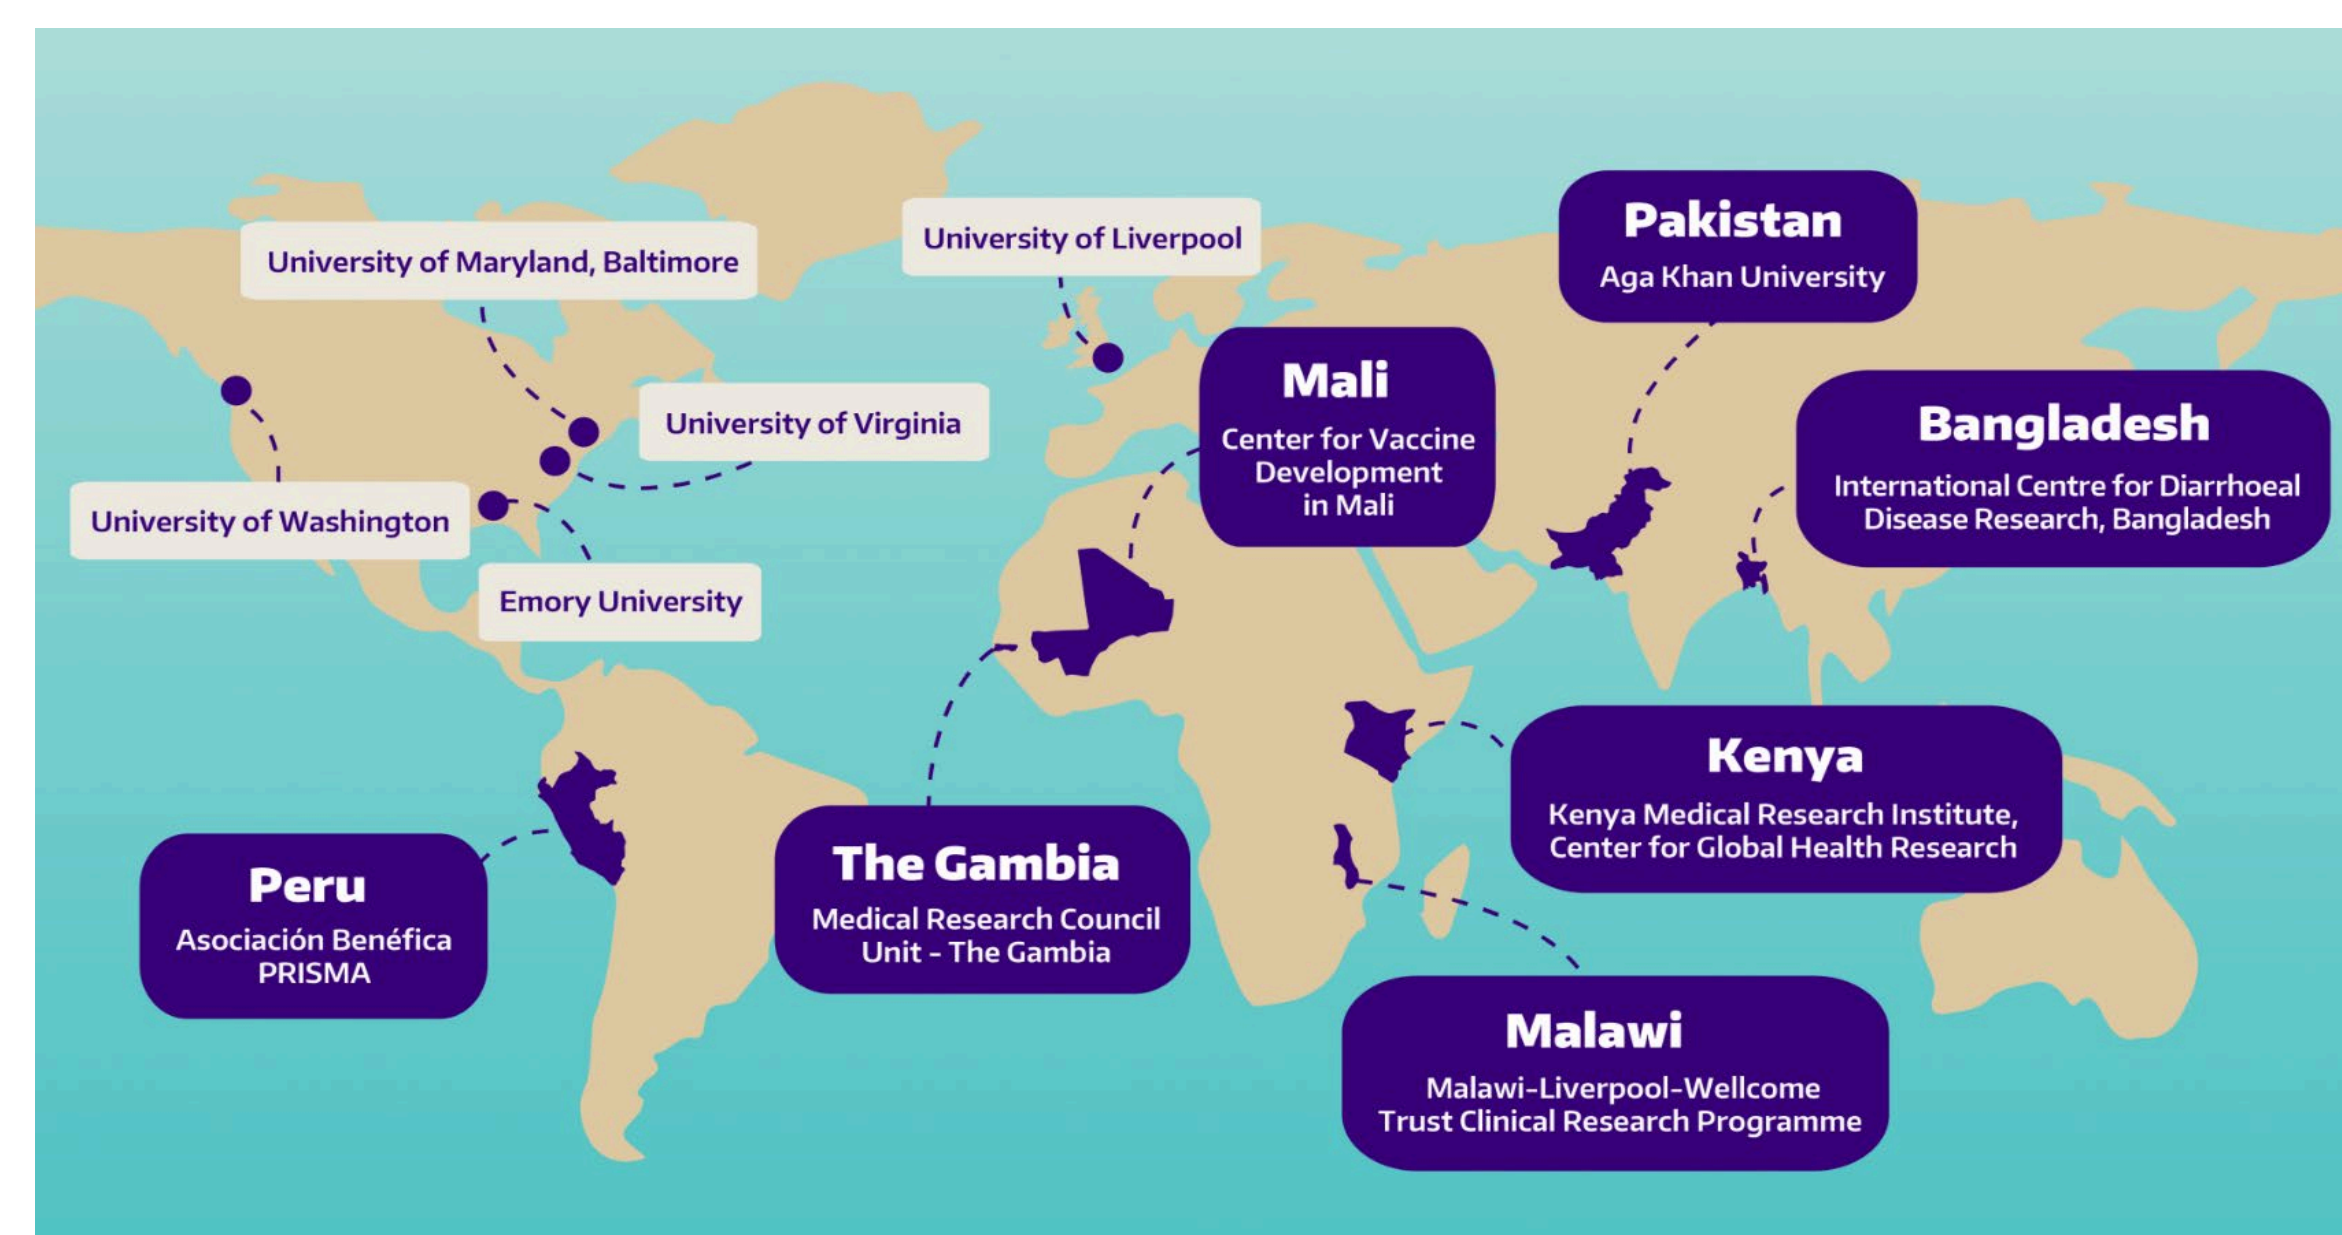 University of Maryland, Baltimore
University of Liverpool
Pakistan
Aga Khan University
Mali
Center for Vaccine
Development
in Mali
University of Virginia
Bangladesh
International Centre for Diarrhoeal
Disease Research, Bangladesh
University of Washington
Emory University
Kenya
Kenya Medical Research Institute,
Center for Global Health Research
The Gambia
Medical Research Council
Unit - The Gambia
Peru
Asociación Benéfica
PRISMA
Malawi
Malawi-Liverpool-Wellcome
Trust Clinical Research Programme